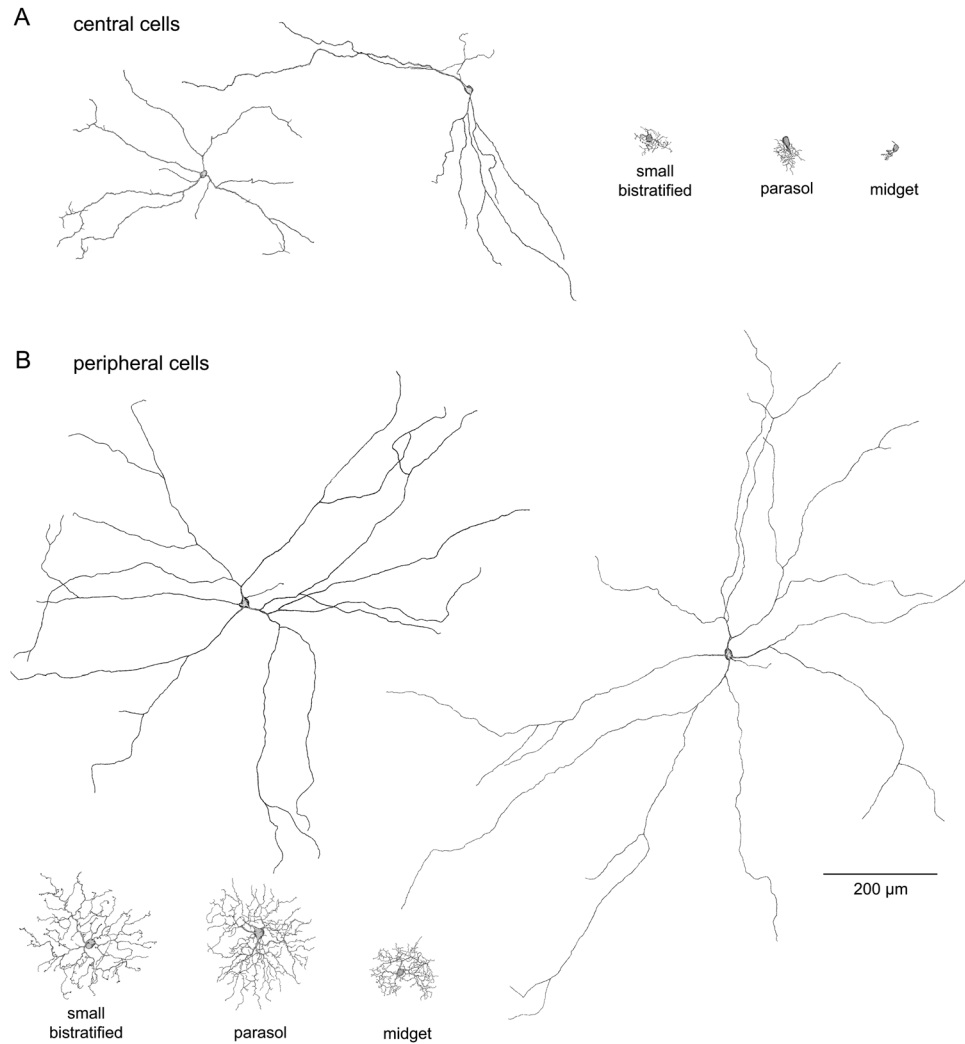 A
central cells
small
bistratified
parasol
midget
B
peripheral cells
200 µm
small
bistratified
parasol
midget